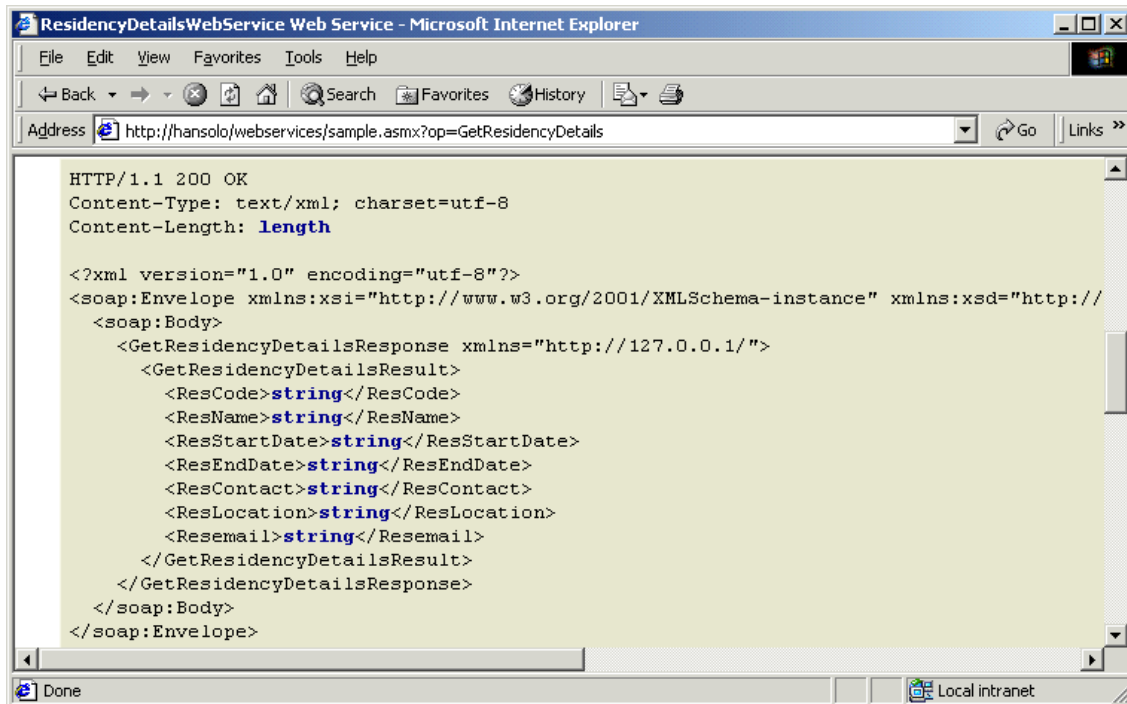 ResidencyDetailsWebService Web Service - Microsoft Internet Explorer
File Edit View Favorites Tools Help
Back Search Favorites History
Address http://hansolo/webservices/sample.asmx?op=GetResidencyDetails Go Links »
HTTP/1.1 200 OK
Content-Type: text/xml; charset=utf-8
Content-Length: length
<?xml version="1.0" encoding="utf-8"?>
<soap:Envelope xmlns:xsi="http://www.w3.org/2001/XMLSchema-instance" xmlns:xsd="http://
<soap:Body>
<GetResidencyDetailsResponse xmlns="http://127.0.0.1/">
<GetResidencyDetailsResult>
<ResCode>string</ResCode>
<ResName>string</ResName>
<ResStartDate>string</ResStartDate>
<ResEndDate>string</ResEndDate>
<ResContact>string</ResContact>
<ResLocation>string</ResLocation>
<Resemail>string</Resemail>
</GetResidencyDetailsResult>
</GetResidencyDetailsResponse>
</soap:Body>
</soap:Envelope>
Done Local intranet